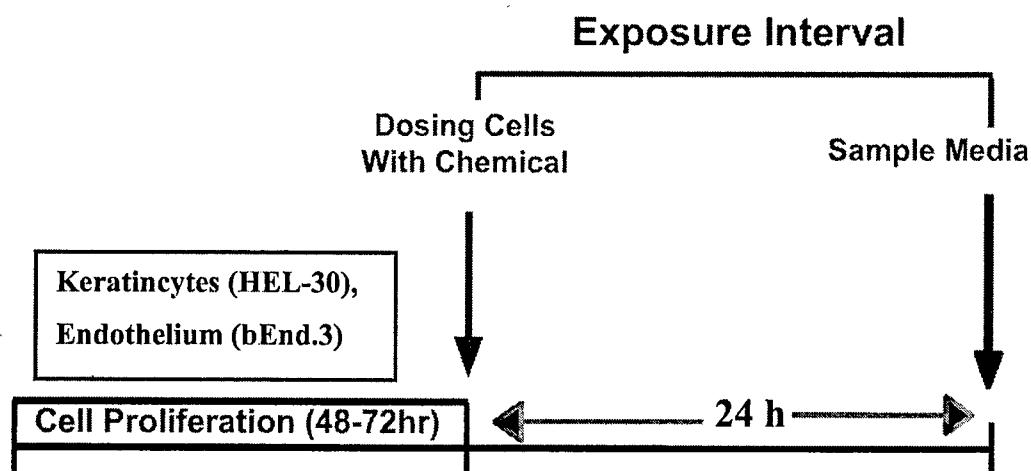 Exposure Interval
Dosing Cells
With Chemical
Sample Media
Keratincytes (HEL-30),
Endothelium (bEnd.3)
Cell Proliferation (48-72hr)
24 h